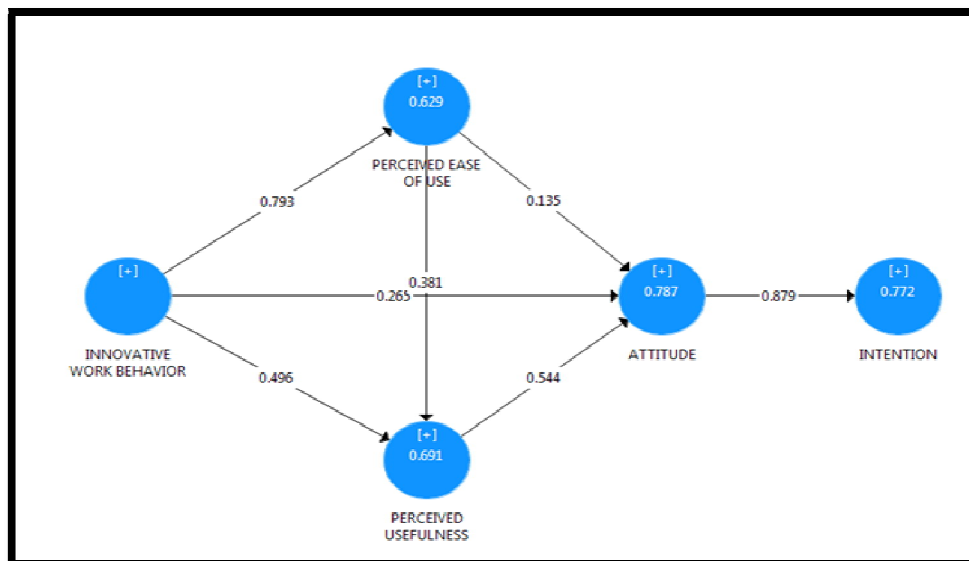 [+]
0.629
PERCEIVED EASE
OF USE
0.793
0.135
[+]
0.381
0.265
[+]
0.787
0.879
[+]
0.772
INNOVATIVE
WORK BEHAVIOR
ATTITUDE
INTENTION
0.496
0.544
[+]
0.691
PERCEIVED
USEFULNESS